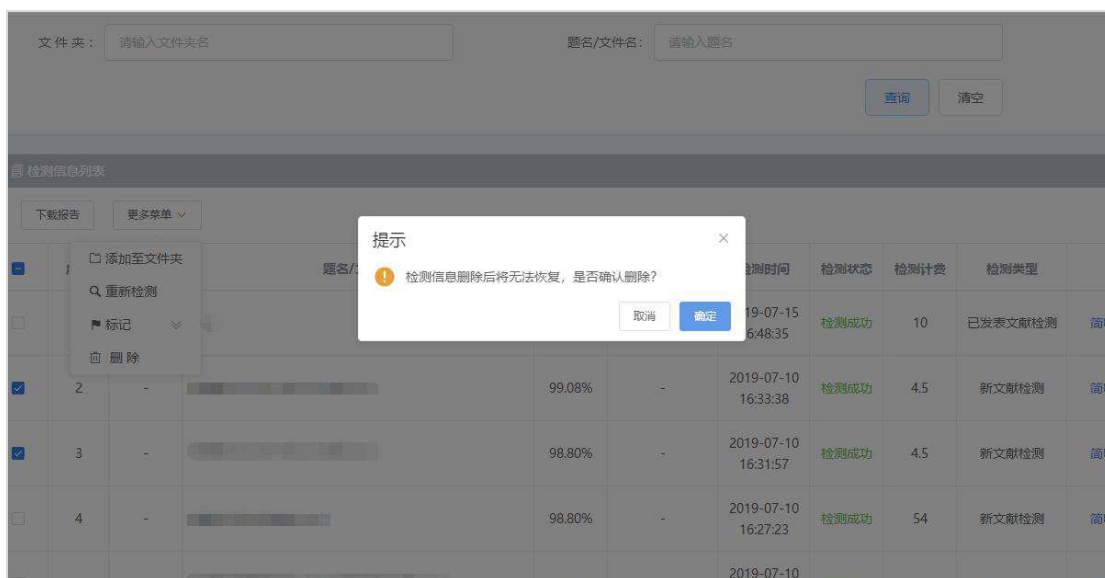 文件夹： 请输入文件夹名 题名/文件名： 请输入题名
查询 清空
检测信息列表
下载报告 更多菜单
添加至文件夹
重新检测
标记
删除
提示
检测信息删除后将无法恢复，是否确认删除？
取消 确定
题名/ 检测时间 检测状态 检测计费 检测类型
19-07-15
6:48:35
检测成功 10 已发表文献检测
2 - 99.08% - 2019-07-10
16:33:38
检测成功 4.5 新文献检测
3 - 98.80% - 2019-07-10
16:31:57
检测成功 4.5 新文献检测
4 - 98.80% - 2019-07-10
16:27:23
检测成功 54 新文献检测
2019-07-10